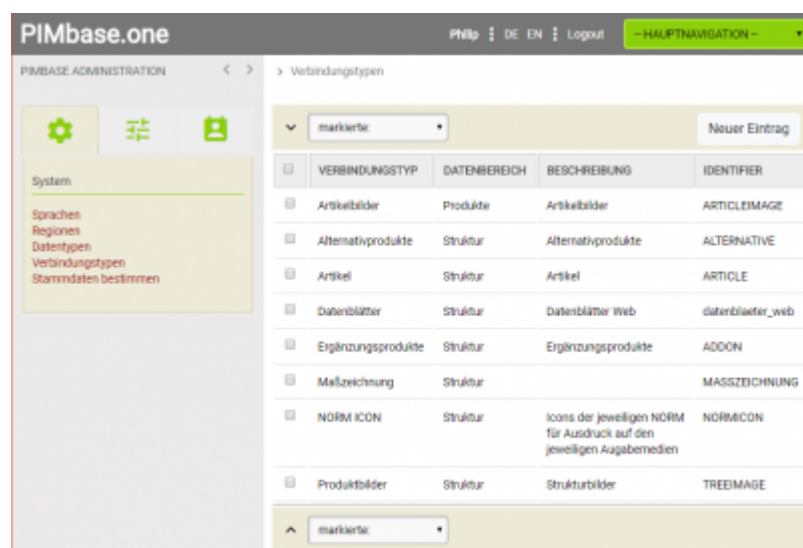 PIMbase.one
Philip DE EN Logout
– HAUPTNAVIGATION –
PIMBASE ADMINISTRATION < >
› Verbindungstypen
markierte:
Neuer Eintrag
System
Sprachen
Regionen
Datentypen
Verbindungstypen
Stammdaten bestimmen
VERBINDUNGSTYP DATENBEREICH BESCHREIBUNG IDENTIFIER
Artikelbilder Produkte Artikelbilder ARTICLEIMAGE
Alternativprodukte Struktur Alternativprodukte ALTERNATIVE
Artikel Struktur Artikel ARTICLE
Datenblätter Struktur Datenblätter Web datenblaeter_web
Ergänzungsprodukte Struktur Ergänzungsprodukte ADDON
Maßzeichnung Struktur MASSZEICHNUNG
NORM ICON Struktur Icons der jeweiligen NORM NORMICON
für Ausdruck auf den
jeweiligen Augabemedien
Produktbilder Struktur Strukturbilder TREEIMAGE
markierte: